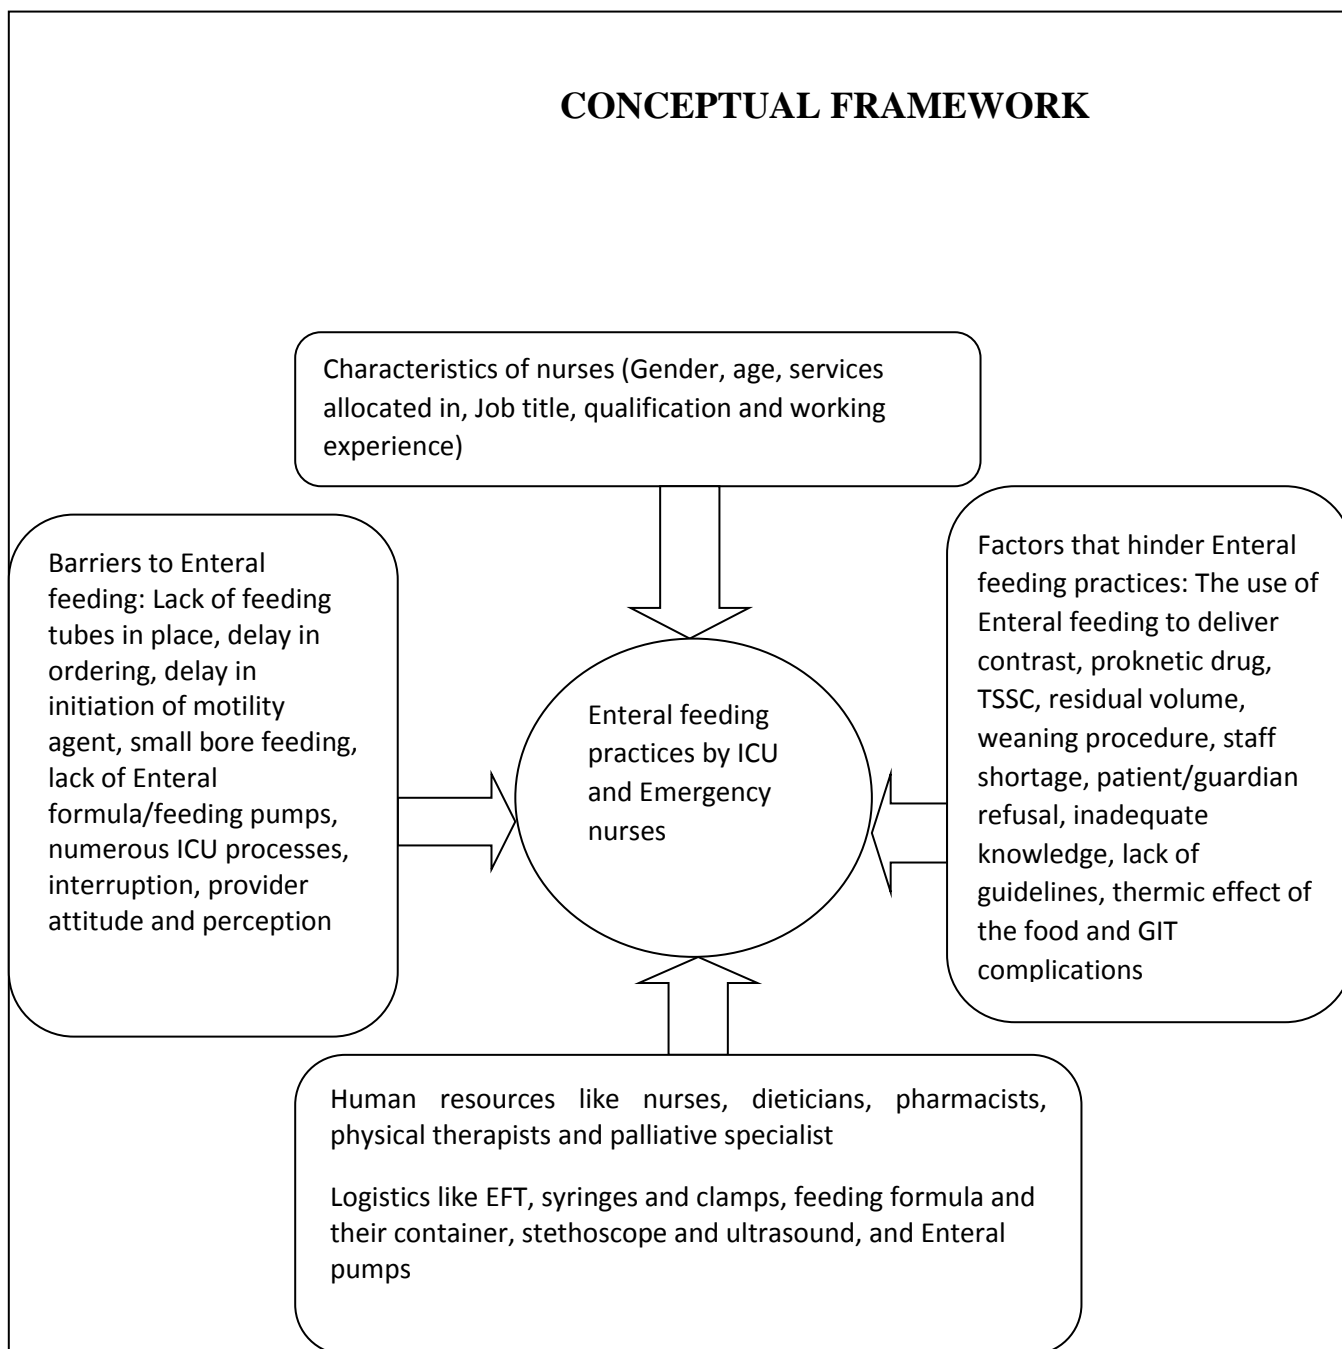 CONCEPTUAL FRAMEWORK
Characteristics of nurses (Gender, age, services
allocated in, Job title, qualification and working
experience)
Barriers to Enteral
feeding: Lack of feeding
tubes in place, delay in
ordering, delay in
initiation of motility
agent, small bore feeding,
lack of Enteral
formula/feeding pumps,
numerous ICU processes,
interruption, provider
attitude and perception
Enteral feeding
practices by ICU
and Emergency
nurses
Factors that hinder Enteral
feeding practices: The use of
Enteral feeding to deliver
contrast, proknetic drug,
TSSC, residual volume,
weaning procedure, staff
shortage, patient/guardian
refusal, inadequate
knowledge, lack of
guidelines, thermic effect of
the food and GIT
complications
Human resources like nurses, dieticians, pharmacists,
physical therapists and palliative specialist
Logistics like EFT, syringes and clamps, feeding formula and
their container, stethoscope and ultrasound, and Enteral
pumps